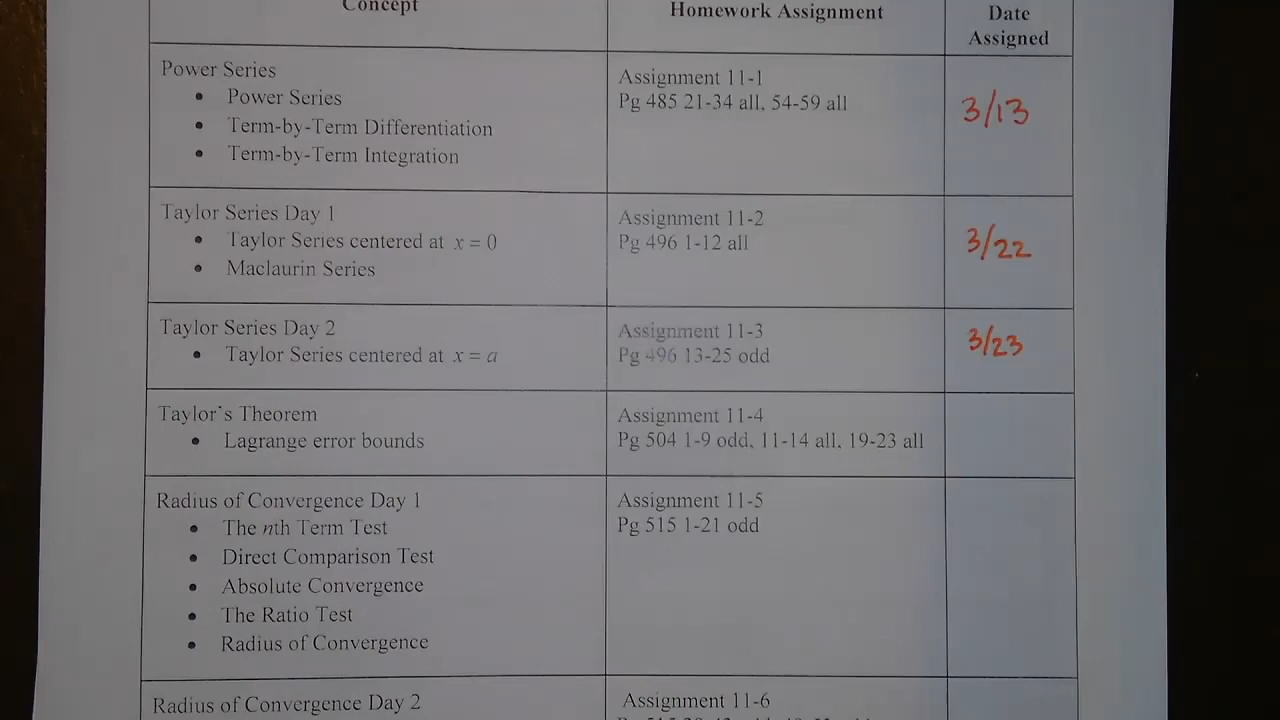 Concept
Homework Assignment
Date
Assigned
Power Series
• Power Series
• Term-by-Term Differentiation
• Term-by-Term Integration
Assignment 11-1
Pg 485 21-34 all, 54-59 all
3/13
Taylor Series Day 1
• Taylor Series centered at x = 0
• Maclaurin Series
Assignment 11-2
Pg 496 1-12 all
3/22
Taylor Series Day 2
• Taylor Series centered at x = a
Assignment 11-3
Pg 496 13-25 odd
3/23
Taylor's Theorem
• Lagrange error bounds
Assignment 11-4
Pg 504 1-9 odd, 11-14 all, 19-23 all
Radius of Convergence Day 1
• The nth Term Test
• Direct Comparison Test
• Absolute Convergence
• The Ratio Test
• Radius of Convergence
Assignment 11-5
Pg 515 1-21 odd
Radius of Convergence Day 2
Assignment 11-6